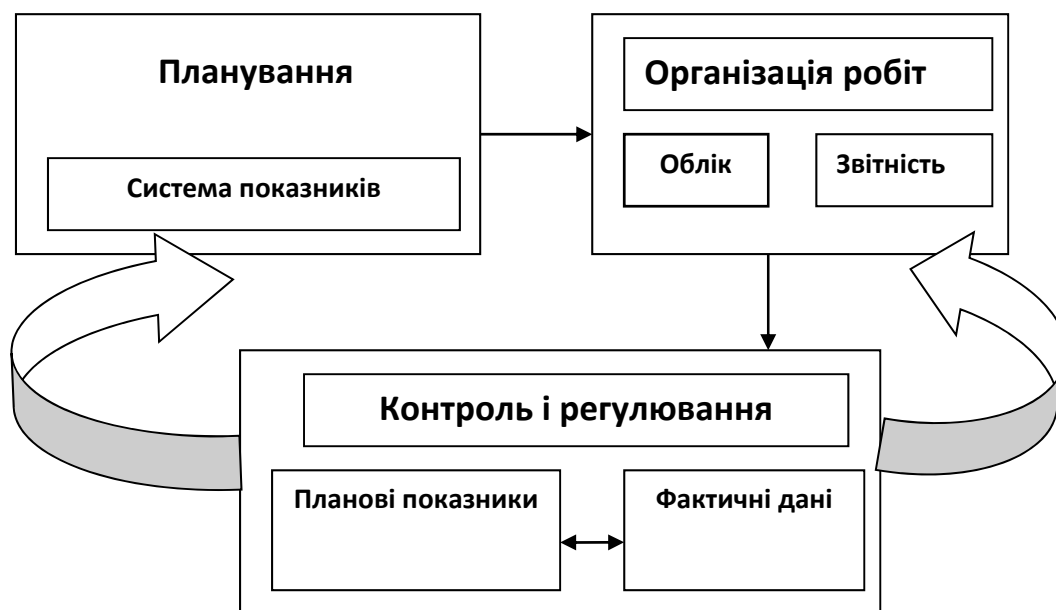 Планування
Система показників
Організація робіт
Облік
Звітність
Контроль і регулювання
Планові показники
Фактичні дані